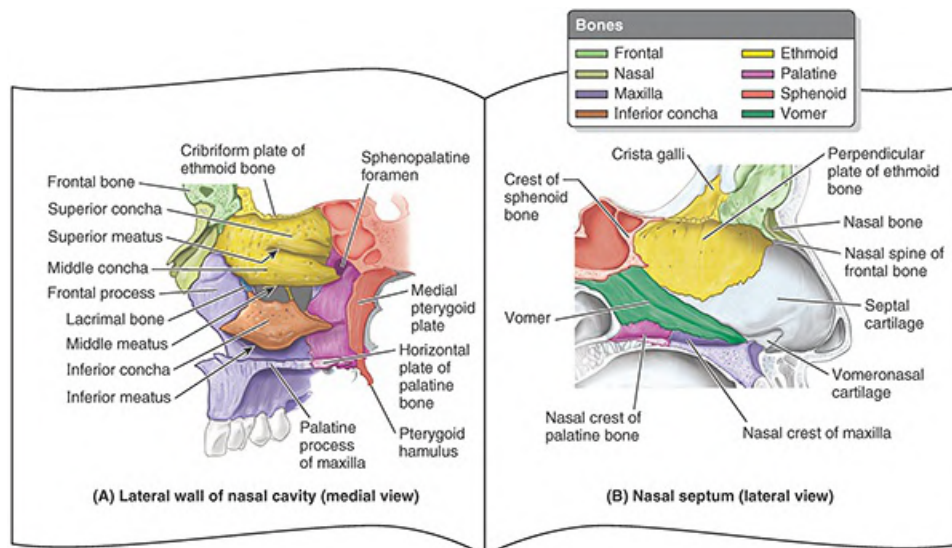 Bones
Frontal
Nasal
Maxilla
Inferior concha
Ethmoid
Palatine
Sphenoid
Vomer
Cribriform plate of
ethmoid bone
Sphenopalatine
foramen
Frontal bone
Superior concha
Superior meatus
Middle concha
Frontal process
Lacrimal bone
Middle meatus
Inferior concha
Inferior meatus
Medial
pterygoid
plate
Horizontal
plate of
palatine
bone
Palatine
process
of maxilla
Pterygoid
hamulus
(A) Lateral wall of nasal cavity (medial view)
Crista galli
Perpendicular
plate of ethmoid
bone
Crest of
sphenoid
bone
Nasal bone
Nasal spine of
frontal bone
Septal
cartilage
Vomer
Vomeronasal
cartilage
Nasal crest of
palatine bone
Nasal crest of maxilla
(B) Nasal septum (lateral view)